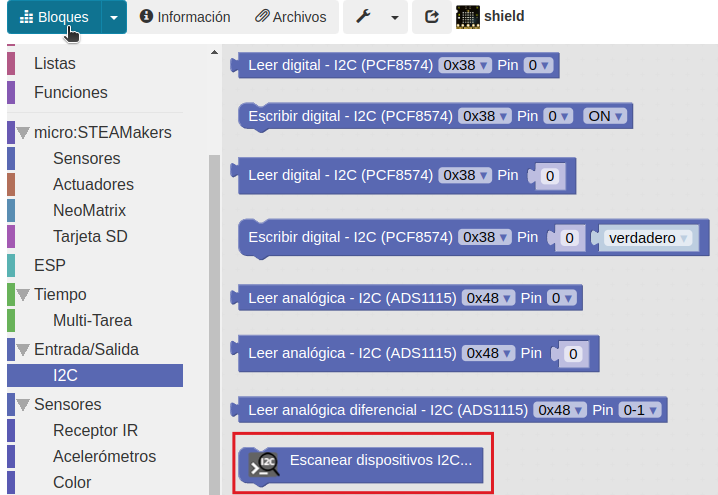 Bloques Información Archivos shield
Listas
Funciones
micro:STEAMakers
Sensores
Actuadores
NeoMatrix
Tarjeta SD
ESP
Tiempo
Multi-Tarea
Entrada/Salida
I2C
Sensores
Receptor IR
Acelerómetros
Color
Leer digital - I2C (PCF8574) 0x38 Pin 0
Escribir digital - I2C (PCF8574) 0x38 Pin 0 ON
Leer digital - I2C (PCF8574) 0x38 Pin 0
Escribir digital - I2C (PCF8574) 0x38 Pin 0 verdadero
Leer analógica - I2C (ADS1115) 0x48 Pin 0
Leer analógica - I2C (ADS1115) 0x48 Pin 0
Leer analógica diferencial - I2C (ADS1115) 0x48 Pin 0-1
I2C Escanear dispositivos I2C...